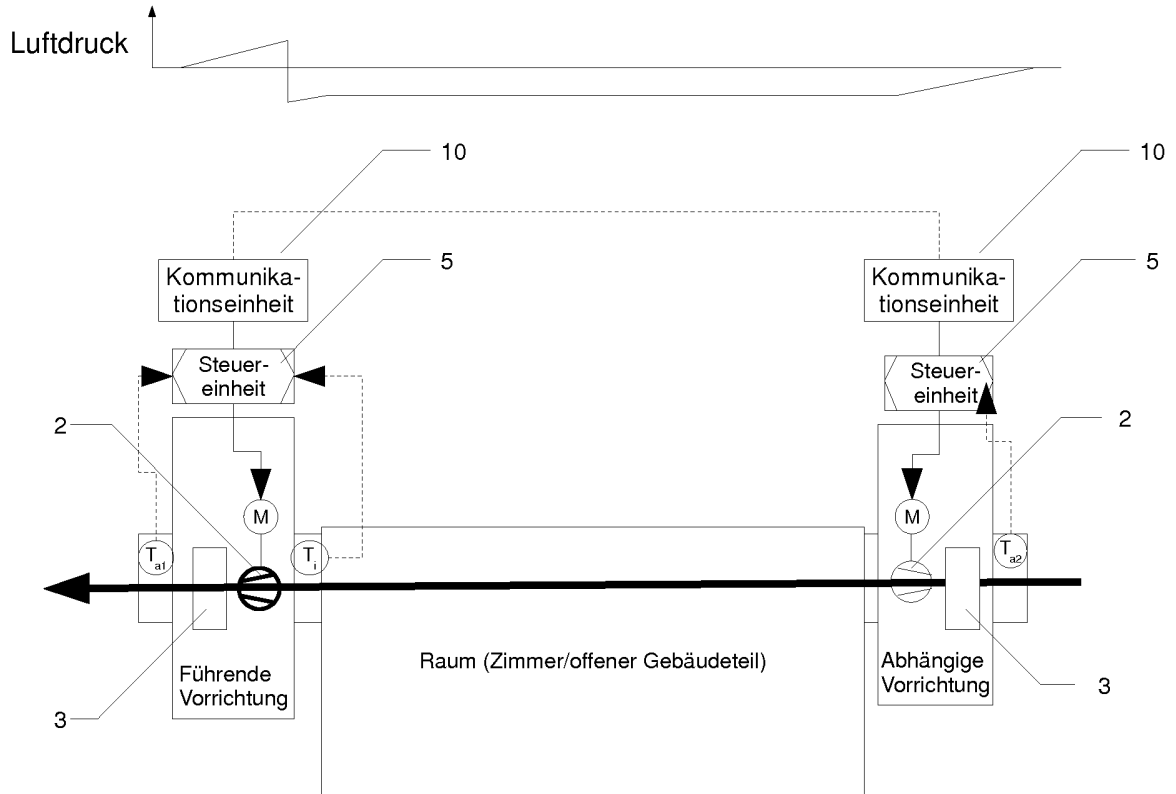 Luftdruck
10
10
5
5
Kommunika-
tionseinheit
Kommunika-
tionseinheit
Steuer-
einheit
Steuer-
einheit
2
2
M
M
Ta1
Ti
Ta2
Führende
Vorrichtung
Raum (Zimmer/offener Gebäudeteil)
Abhängige
Vorrichtung
3
3